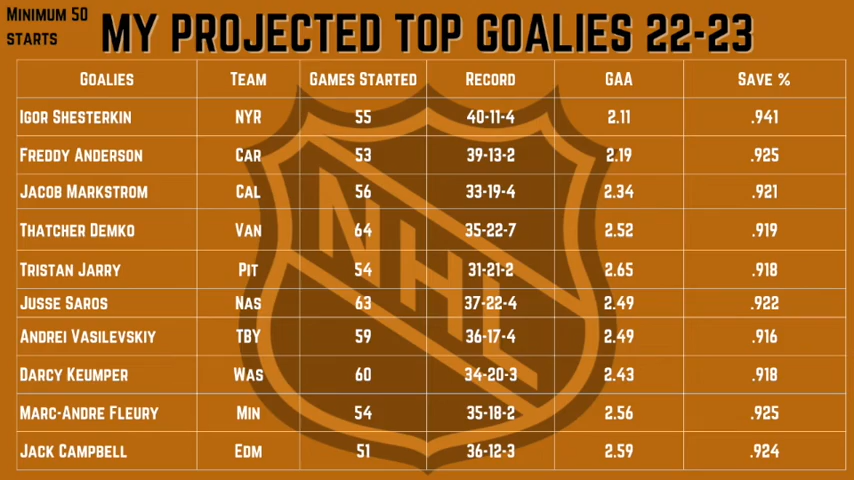 Minimum 50
starts
MY PROJECTED TOP GOALIES 22-23
Goalies Team Games Started Record GAA Save %
Igor Shesterkin NYR 55 40-11-4 2.11 .941
Freddy Anderson Car 53 39-13-2 2.19 .925
Jacob Markstrom Cal 56 33-19-4 2.34 .921
Thatcher Demko Van 64 35-22-7 2.52 .919
Tristan Jarry Pit 54 31-21-2 2.65 .918
Jusse Saros Nas 63 37-22-4 2.49 .922
Andrei Vasilevskiy TBY 59 36-17-4 2.49 .916
Darcy Keumper Was 60 34-20-3 2.43 .918
Marc-Andre Fleury Min 54 35-18-2 2.56 .925
Jack Campbell Edm 51 36-12-3 2.59 .924
NHL